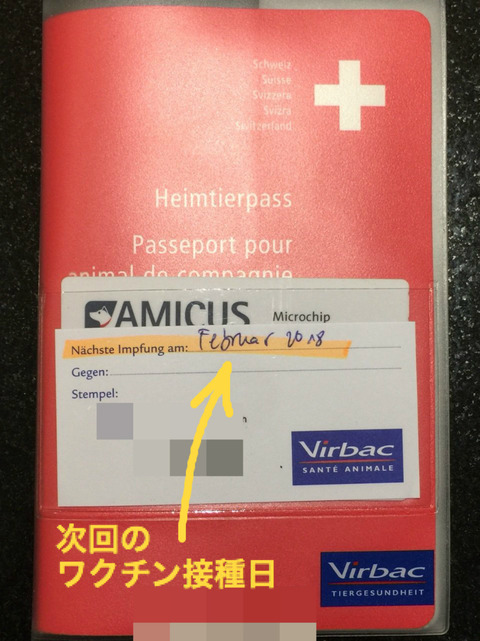 Schweiz
Suisse
Svizzera
Svizra
Switzerland
Heimtierpass
Passeport pour
animal de compagnie
AMICUS Microchip
Nächste Impfung am: Februar 2018
Gegen:
Stempel:
Virbac
SANTÉ ANIMALE
次回の
ワクチン接種日
Virbac
TIERGESUNDHEIT